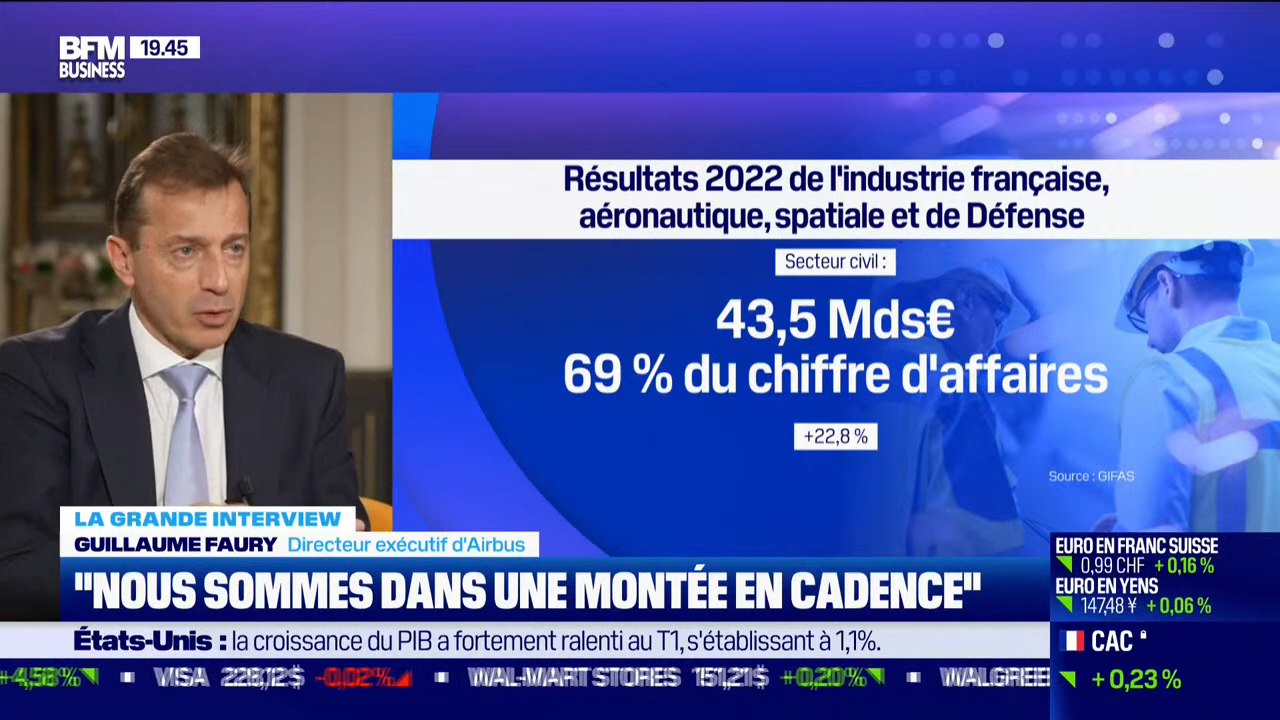 BFM
BUSINESS
19.45
Résultats 2022 de l'industrie française,
aéronautique, spatiale et de Défense
Secteur civil :
43,5 Mds€
69 % du chiffre d'affaires
+22,8 %
Source : GIFAS
LA GRANDE INTERVIEW
GUILLAUME FAURY Directeur exécutif d'Airbus
"NOUS SOMMES DANS UNE MONTÉE EN CADENCE"
États-Unis : la croissance du PIB a fortement ralenti au T1, s'établissant à 1,1%.
EURO EN FRANC SUISSE
0,99 CHF + 0,16 %
EURO EN YENS
147,48 ¥ + 0,06 %
CAC
+ 0,23 %
+4,58% VISA 228,12$ -0,02% WAL-MART STORES 151,21$ +0,20% WALGREE